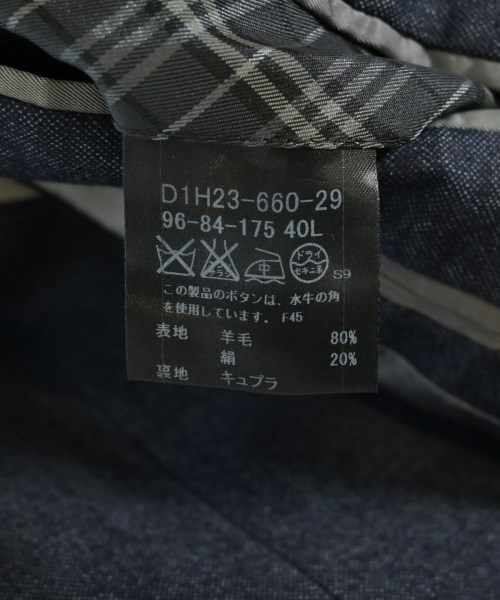 D1H23-660-29
96-84-175 40L
中 ドライ セキユ系 S9
この製品のボタンは、水牛の角
を使用しています。 F45
表地 羊毛 80%
絹 20%
裏地 キュプラ